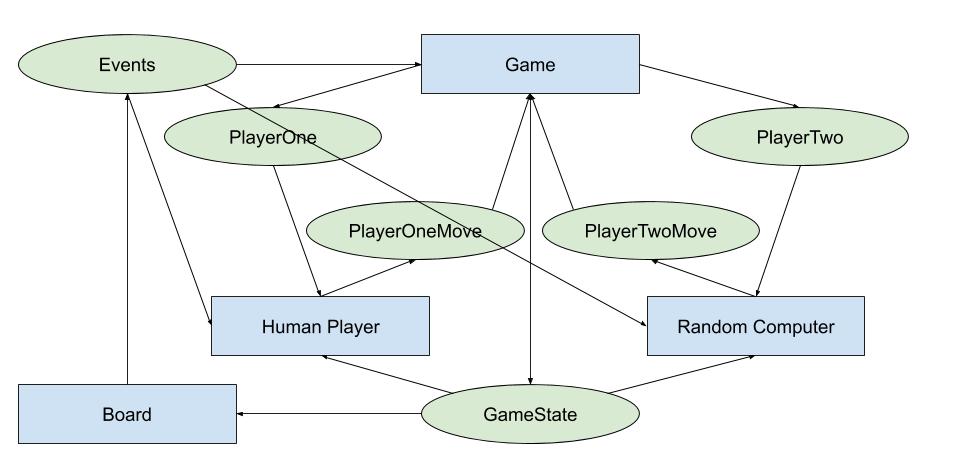 Events
Game
PlayerOne
PlayerTwo
PlayerOneMove
PlayerTwoMove
Human Player
Random Computer
Board
GameState